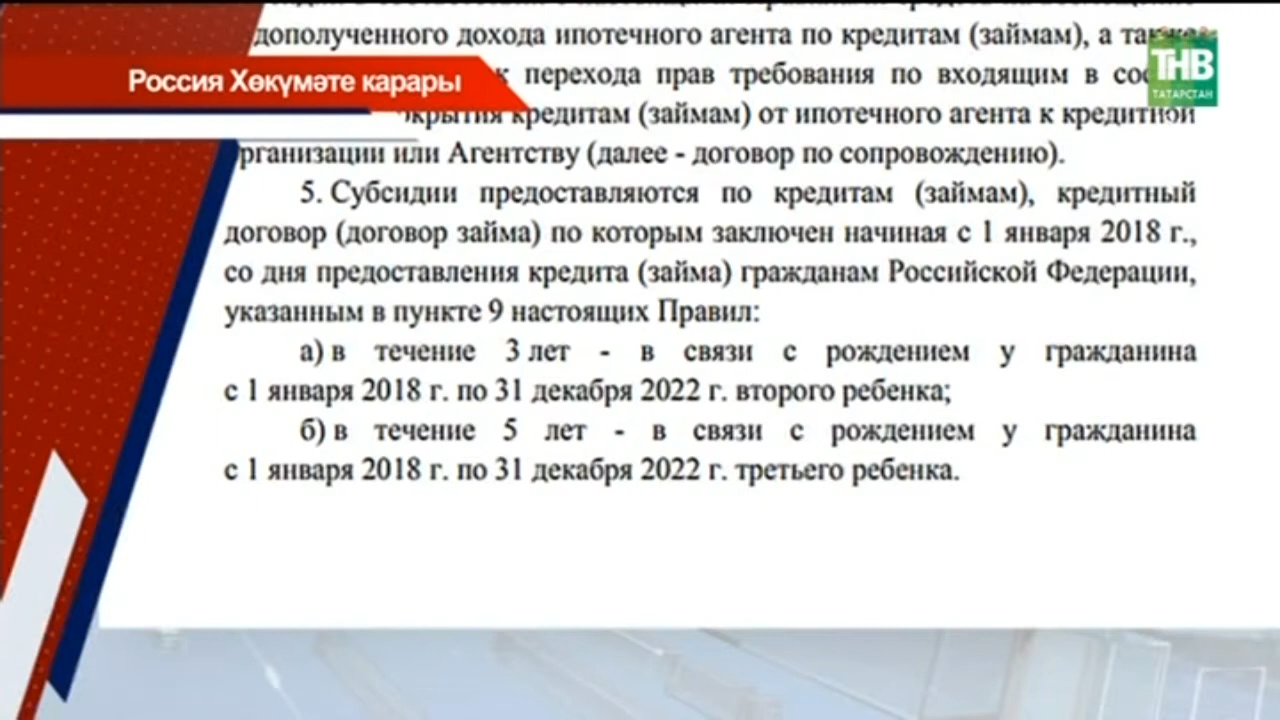 дополученного дохода ипотечного агента по кредитам (займам), а также
Россия Хөкүмәте карары
ТНВ
ТАТАРСТАН
перехода прав требования по входящим в
кредитам (займам) от ипотечного агента к кредитной
организации или Агентству (далее - договор по сопровождению).
5. Субсидии предоставляются по кредитам (займам), кредитный
договор (договор займа) по которым заключен начиная с 1 января 2018 г.,
со дня предоставления кредита (займа) гражданам Российской Федерации,
указанным в пункте 9 настоящих Правил:
а) в течение 3 лет - в связи с рождением у гражданина
с 1 января 2018 г. по 31 декабря 2022 г. второго ребенка;
б) в течение 5 лет - в связи с рождением у гражданина
с 1 января 2018 г. по 31 декабря 2022 г. третьего ребенка.